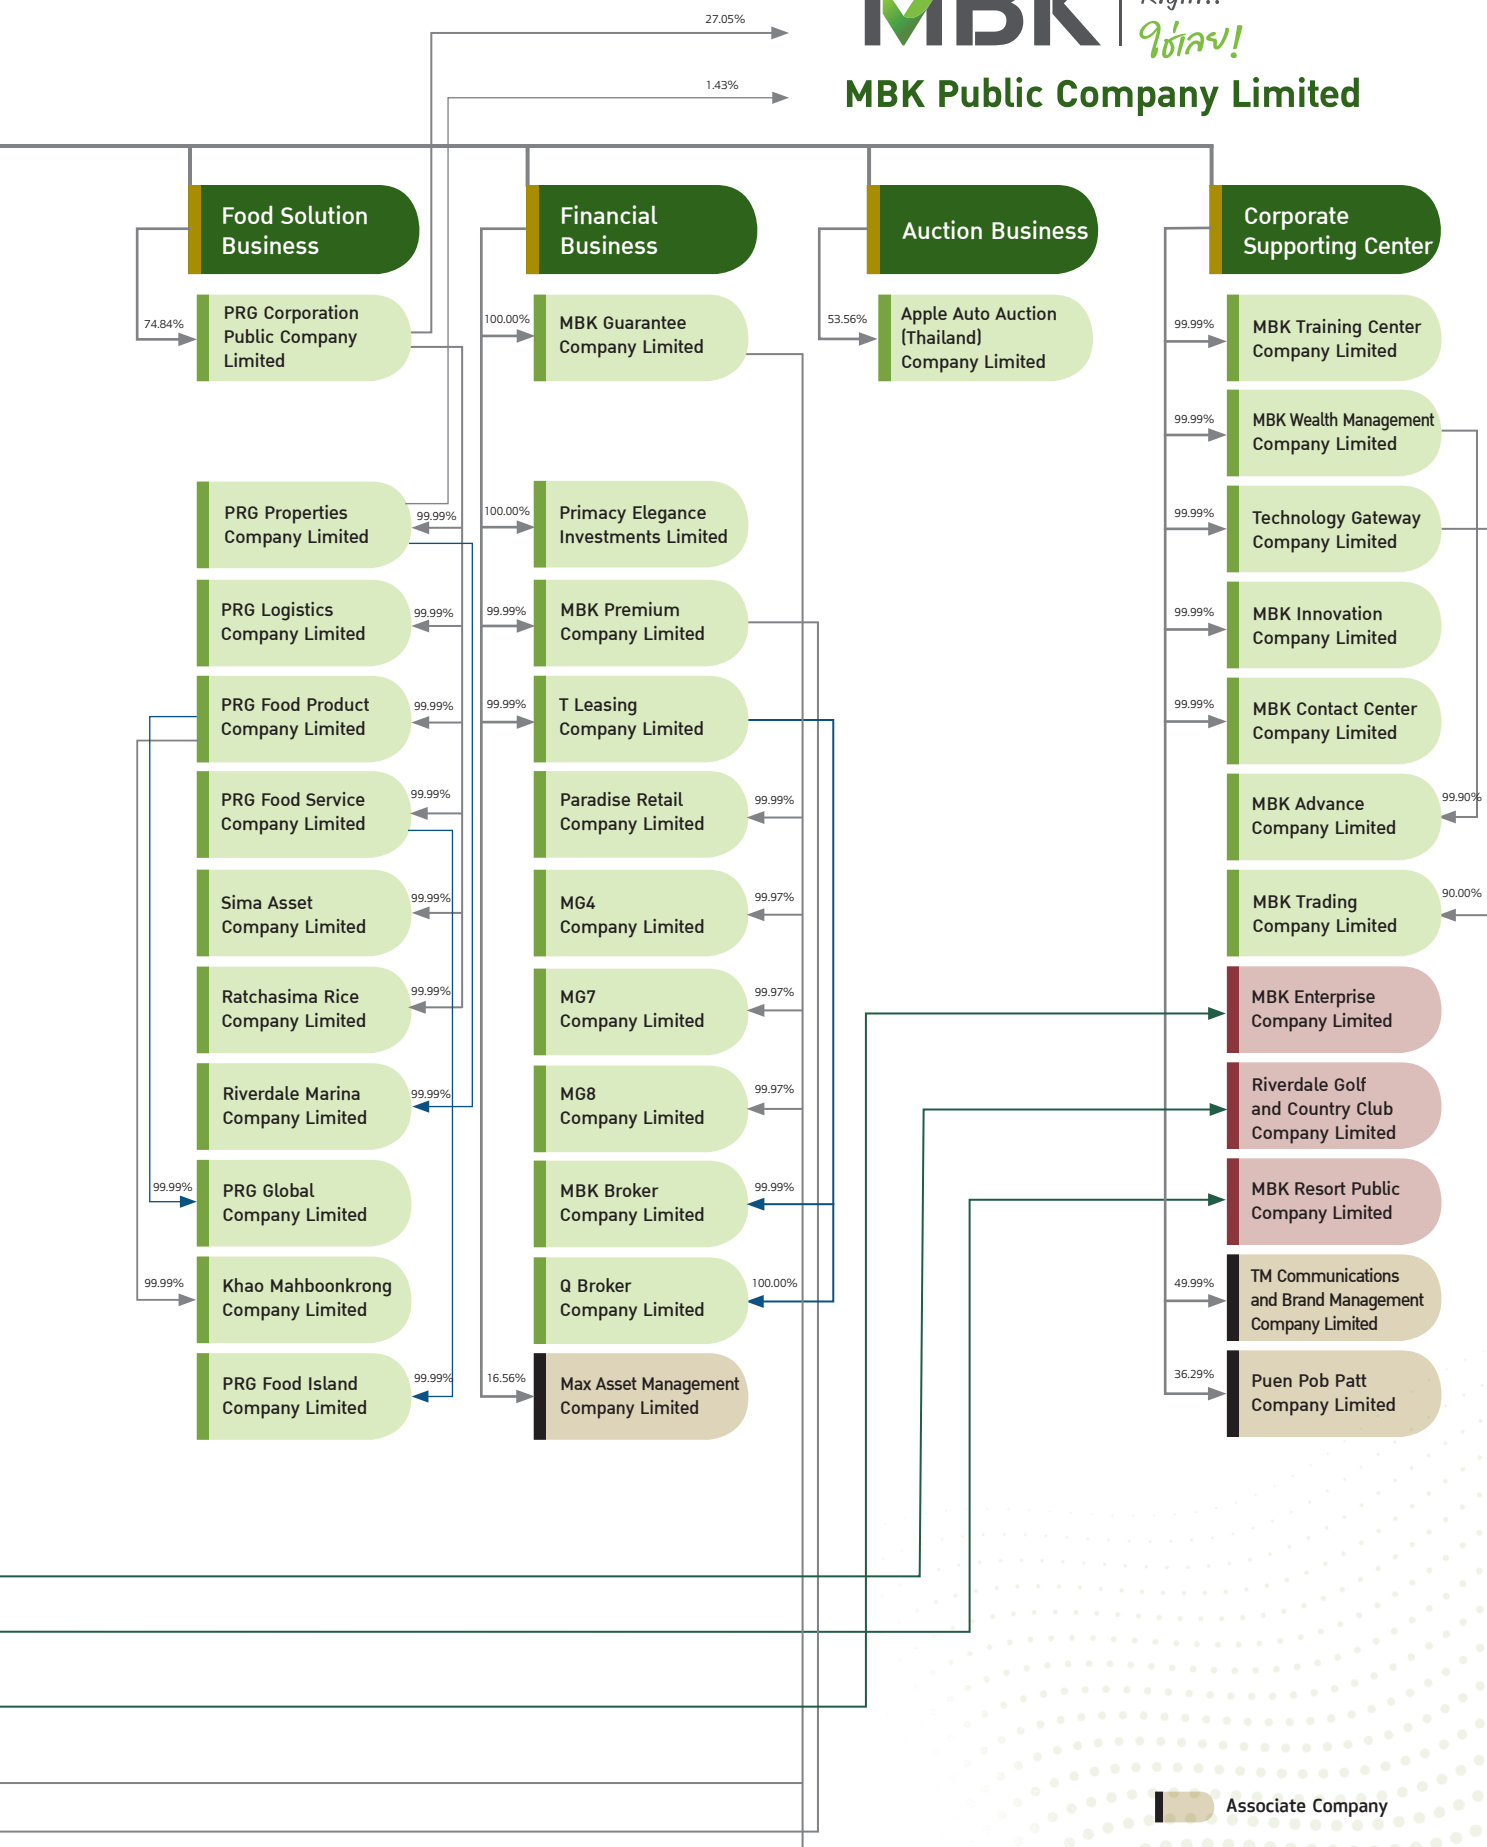 27.05%
MBK
ใช่เลย!
1.43%
MBK Public Company Limited
Food Solution
Business
74.84%
PRG Corporation
Public Company
Limited
PRG Properties
Company Limited
99.99%
PRG Logistics
Company Limited
99.99%
PRG Food Product
Company Limited
99.99%
PRG Food Service
Company Limited
99.99%
Sima Asset
Company Limited
99.99%
Ratchasima Rice
Company Limited
99.99%
Riverdale Marina
Company Limited
99.99%
99.99%
PRG Global
Company Limited
99.99%
Khao Mahboonkrong
Company Limited
PRG Food Island
Company Limited
99.99%
Financial
Business
100.00%
MBK Guarantee
Company Limited
100.00%
Primacy Elegance
Investments Limited
99.99%
MBK Premium
Company Limited
99.99%
T Leasing
Company Limited
Paradise Retail
Company Limited
99.99%
MG4
Company Limited
99.97%
MG7
Company Limited
99.97%
MG8
Company Limited
99.97%
MBK Broker
Company Limited
99.99%
Q Broker
Company Limited
100.00%
16.56%
Max Asset Management
Company Limited
Auction Business
53.56%
Apple Auto Auction
(Thailand)
Company Limited
Corporate
Supporting Center
99.99%
MBK Training Center
Company Limited
99.99%
MBK Wealth Management
Company Limited
99.99%
Technology Gateway
Company Limited
99.99%
MBK Innovation
Company Limited
99.99%
MBK Contact Center
Company Limited
MBK Advance
Company Limited
99.90%
MBK Trading
Company Limited
90.00%
MBK Enterprise
Company Limited
Riverdale Golf
and Country Club
Company Limited
MBK Resort Public
Company Limited
49.99%
TM Communications
and Brand Management
Company Limited
36.29%
Puen Pob Patt
Company Limited
Associate Company